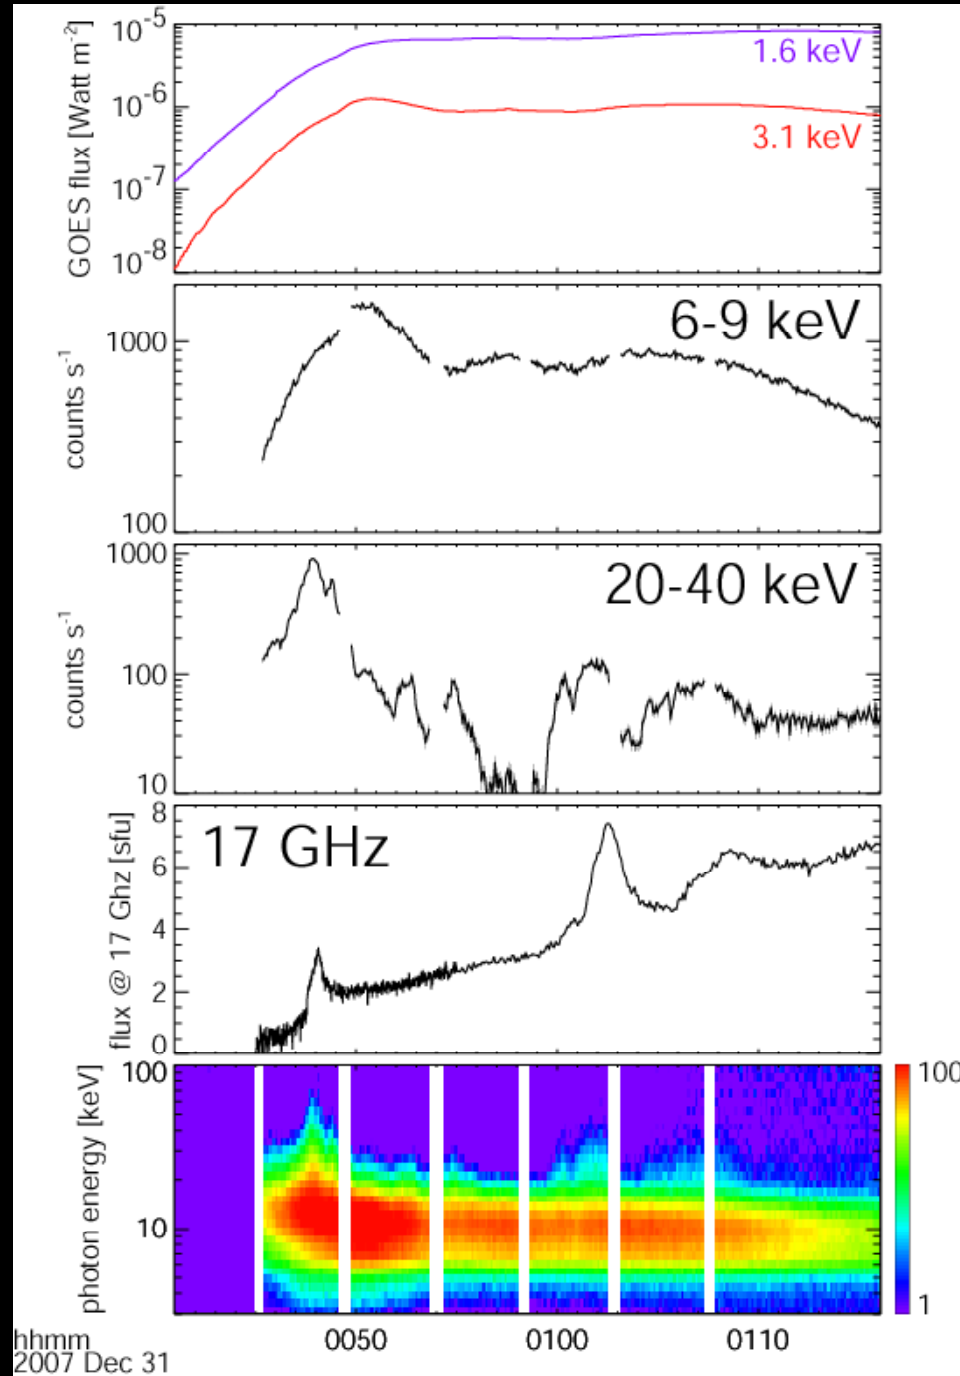 GOES flux [Watt m⁻²]
10⁻⁵
10⁻⁶
10⁻⁷
10⁻⁸
1.6 keV
3.1 keV
counts s⁻¹
1000
100
6-9 keV
counts s⁻¹
1000
100
10
20-40 keV
flux @ 17 Ghz [sfu]
8
6
4
2
0
17 GHz
photon energy [keV]
100
10
100
1
0050 0100 0110
hhmm
2007 Dec 31